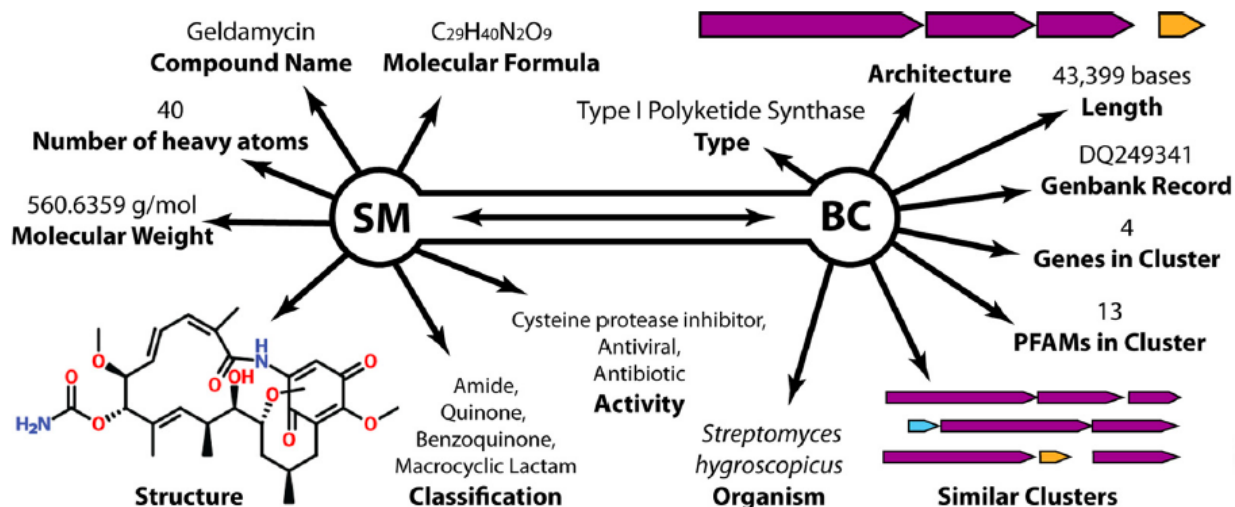 Geldamycin
Compound Name
C₂₉H₄₀N₂O₉
Molecular Formula
40
Number of heavy atoms
560.6359 g/mol
Molecular Weight
SM
Structure
O
O
H₂N
O
O
O
H
N
OH
O
O
O
O
Amide,
Quinone,
Benzoquinone,
Macrocyclic Lactam
Classification
Cysteine protease inhibitor,
Antiviral,
Antibiotic
Activity
BC
Type I Polyketide Synthase
Type
Architecture
43,399 bases
Length
DQ249341
Genbank Record
4
Genes in Cluster
13
PFAMs in Cluster
Similar Clusters
Streptomyces
hygroscopicus
Organism